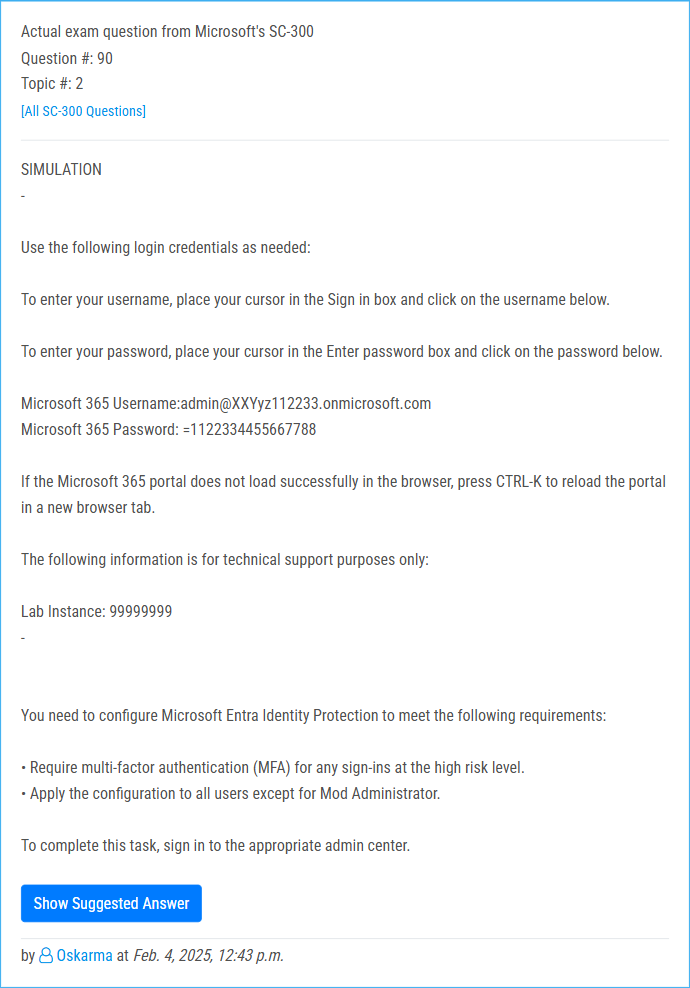 Actual exam question from Microsoft's SC-300
Question #: 90
Topic #: 2
[All SC-300 Questions]
SIMULATION
-
Use the following login credentials as needed:
To enter your username, place your cursor in the Sign in box and click on the username below.
To enter your password, place your cursor in the Enter password box and click on the password below.
Microsoft 365 Username:admin@XXYyz112233.onmicrosoft.com
Microsoft 365 Password: =1122334455667788
If the Microsoft 365 portal does not load successfully in the browser, press CTRL-K to reload the portal
in a new browser tab.
The following information is for technical support purposes only:
Lab Instance: 99999999
-
You need to configure Microsoft Entra Identity Protection to meet the following requirements:
• Require multi-factor authentication (MFA) for any sign-ins at the high risk level.
• Apply the configuration to all users except for Mod Administrator.
To complete this task, sign in to the appropriate admin center.
Show Suggested Answer
by Oskarma at Feb. 4, 2025, 12:43 p.m.